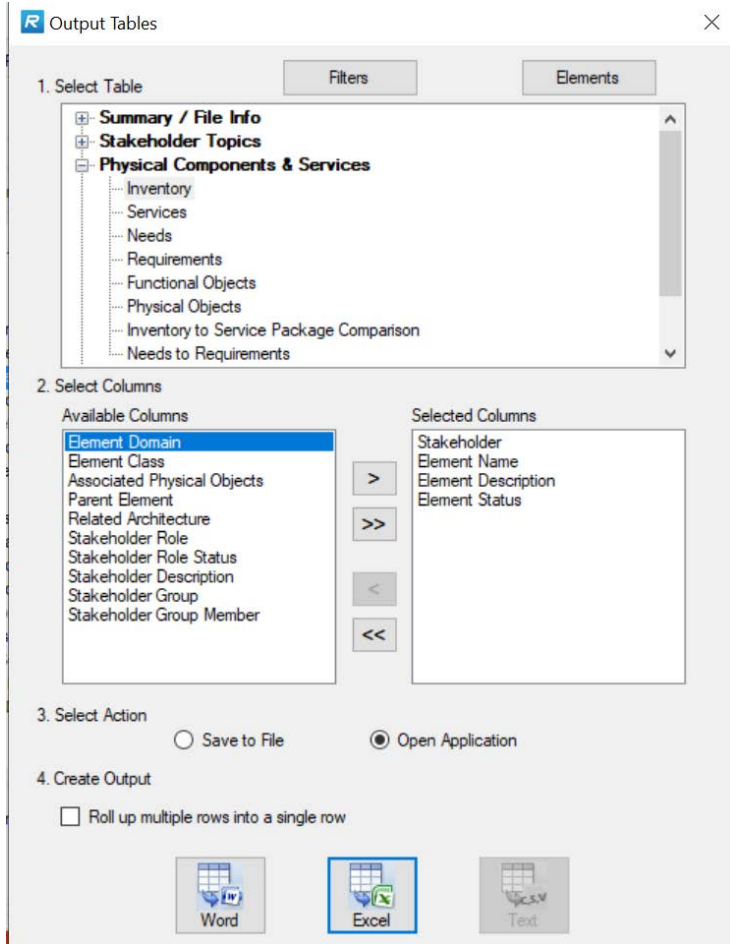 R Output Tables
1. Select Table
Filters
Elements
Summary / File Info
Stakeholder Topics
Physical Components & Services
Inventory
Services
Needs
Requirements
Functional Objects
Physical Objects
Inventory to Service Package Comparison
Needs to Requirements
2. Select Columns
Available Columns
Element Domain
Element Class
Associated Physical Objects
Parent Element
Related Architecture
Stakeholder Role
Stakeholder Role Status
Stakeholder Description
Stakeholder Group
Stakeholder Group Member
>
>>
<
<<
Selected Columns
Stakeholder
Element Name
Element Description
Element Status
3. Select Action
Save to File
Open Application
4. Create Output
Roll up multiple rows into a single row
Word
Excel
Text